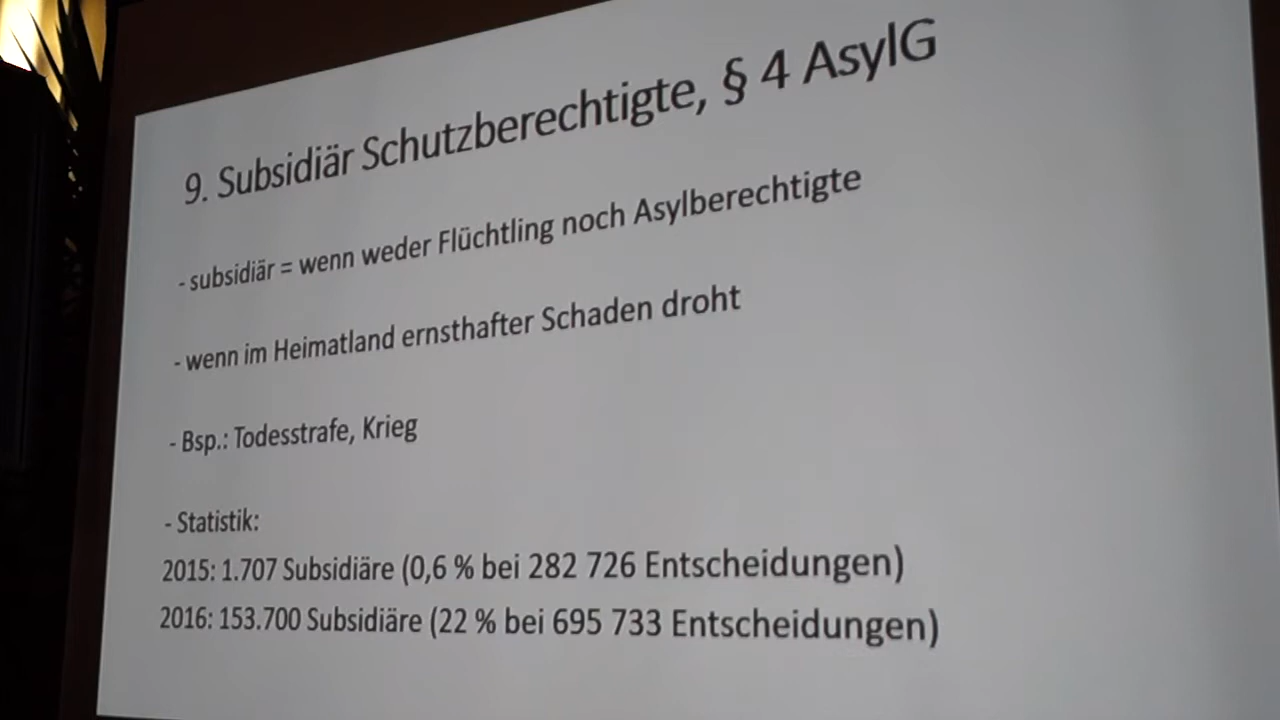 9. Subsidiär Schutzberechtigte, § 4 AsylG
- subsidiär = wenn weder Flüchtling noch Asylberechtigte
- wenn im Heimatland ernsthafter Schaden droht
- Bsp.: Todesstrafe, Krieg
- Statistik:
2015: 1.707 Subsidiäre (0,6 % bei 282 726 Entscheidungen)
2016: 153.700 Subsidiäre (22 % bei 695 733 Entscheidungen)